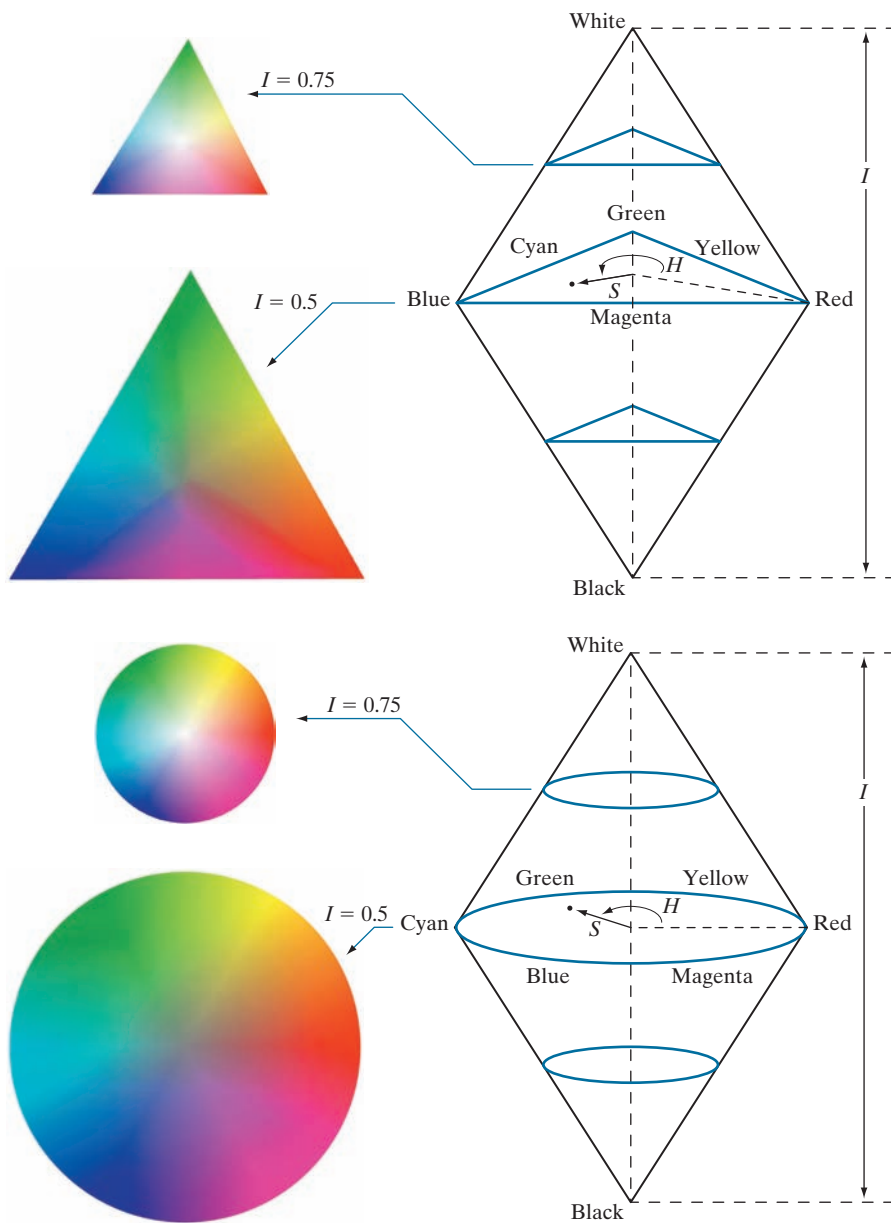 White
I = 0.75
I
Green
Cyan
Yellow
H
S
I = 0.5
Blue
Red
Magenta
Black
White
I = 0.75
I
Green
Yellow
I = 0.5
Cyan
H
S
Red
Blue
Magenta
Black